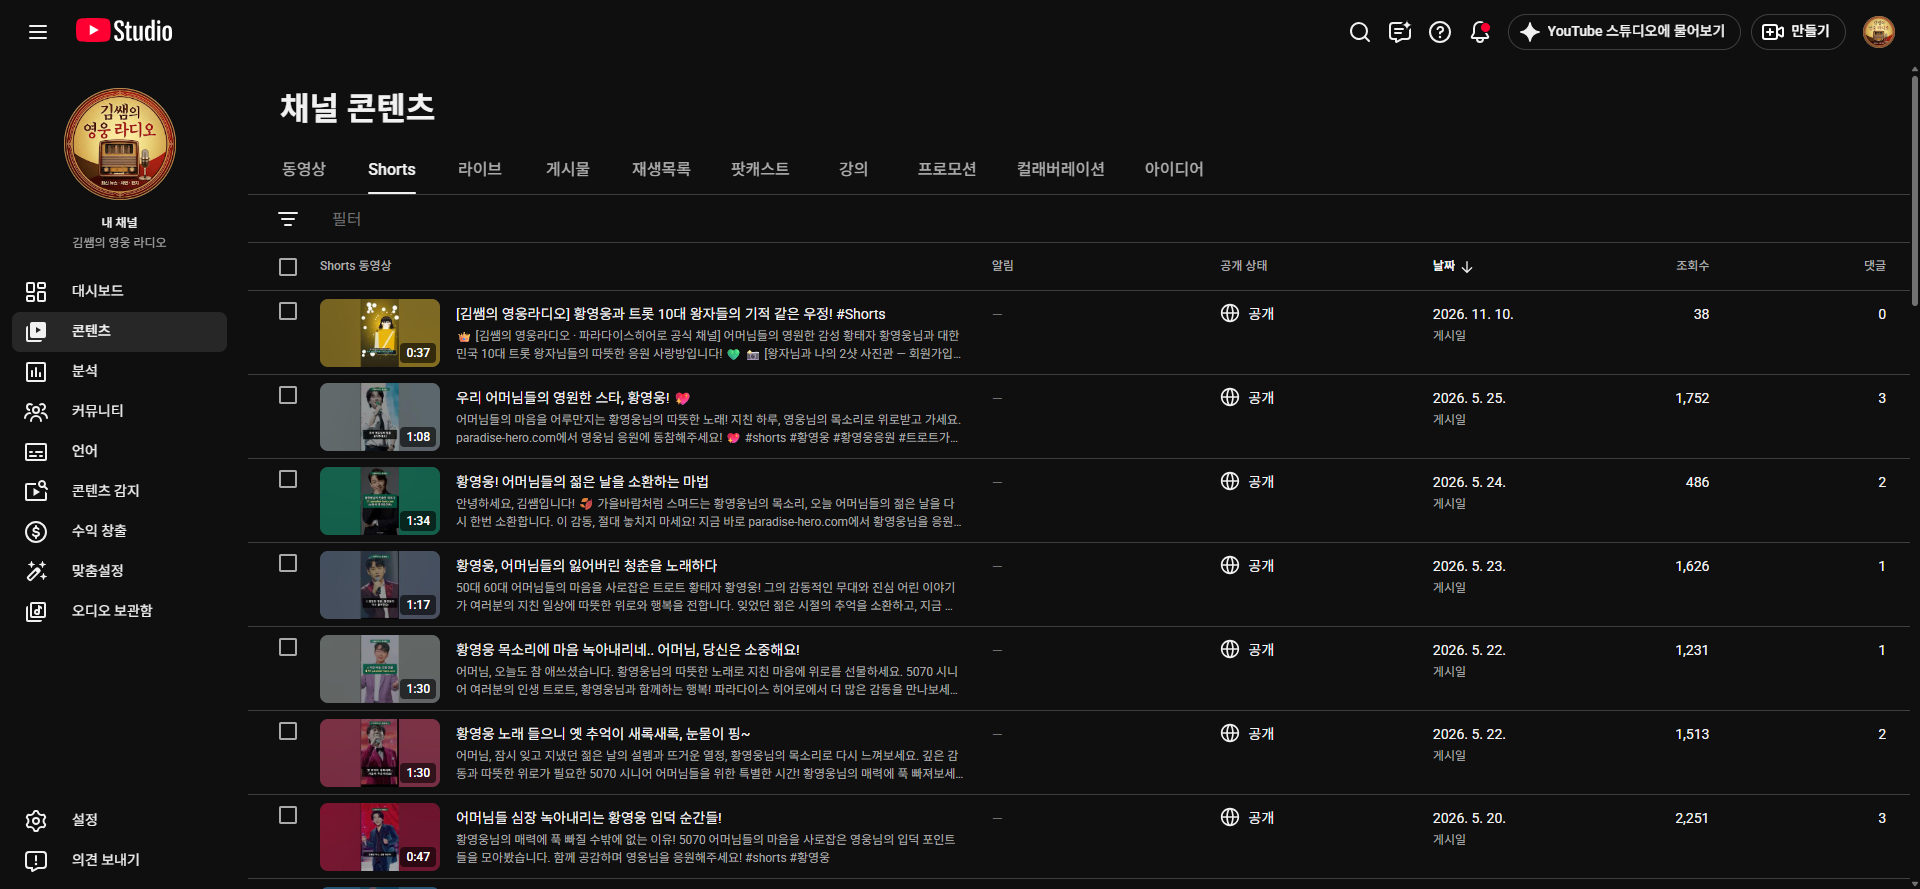 Studio
YouTube 스튜디오에 물어보기
만들기
김쌤의
영웅 라디오
내 채널
김쌤의 영웅 라디오
대시보드
콘텐츠
분석
커뮤니티
언어
콘텐츠 감지
수익 창출
맞춤설정
오디오 보관함
설정
의견 보내기
채널 콘텐츠
동영상 Shorts 라이브 게시물 재생목록 팟캐스트 강의 프로모션 컬래버레이션 아이디어
필터
Shorts 동영상 알림 공개 상태 날짜 조회수 댓글
0:37
[김쌤의 영웅라디오] 황영웅과 트롯 10대 왕자들의 기적 같은 우정! #Shorts
👑 [김쌤의 영웅라디오 · 파라다이스히어로 공식 채널] 어머님들의 영원한 감성 황태자 황영웅님과 대한
민국 10대 트롯 왕자님들의 따뜻한 응원 사랑방입니다! 💚 📸 [왕자님과 나의 2샷 사진관 — 회원가입...
— 공개 2026. 11. 10. 38 0
게시일
1:08
우리 어머님들의 영원한 스타, 황영웅! 💖
어머님들의 마음을 어루만지는 황영웅님의 따뜻한 노래! 지친 하루, 영웅님의 목소리로 위로받고 가세요.
paradise-hero.com에서 영웅님 응원에 동참해주세요! 💖 #shorts #황영웅 #황영웅응원 #트로트가...
— 공개 2026. 5. 25. 1,752 3
게시일
1:34
황영웅! 어머님들의 젊은 날을 소환하는 마법
안녕하세요, 김쌤입니다! 🍂 가을바람처럼 스며드는 황영웅님의 목소리, 오늘 어머님들의 젊은 날을 다
시 한번 소환합니다. 이 감동, 절대 놓치지 마세요! 지금 바로 paradise-hero.com에서 황영웅님을 응원...
— 공개 2026. 5. 24. 486 2
게시일
1:17
황영웅, 어머님들의 잃어버린 청춘을 노래하다
50대 60대 어머님들의 마음을 사로잡은 트로트 황태자 황영웅! 그의 감동적인 무대와 진심 어린 이야기
가 여러분의 지친 일상에 따뜻한 위로와 행복을 전합니다. 잊었던 젊은 시절의 추억을 소환하고, 지금 ...
— 공개 2026. 5. 23. 1,626 1
게시일
1:30
황영웅 목소리에 마음 녹아내리네.. 어머님, 당신은 소중해요!
어머님, 오늘도 참 애쓰셨습니다. 황영웅님의 따뜻한 노래로 지친 마음에 위로를 선물하세요. 5070 시니
어 여러분의 인생 트로트, 황영웅님과 함께하는 행복! 파라다이스 히어로에서 더 많은 감동을 만나보세...
— 공개 2026. 5. 22. 1,231 1
게시일
1:30
황영웅 노래 들으니 옛 추억이 새록새록, 눈물이 핑~
어머님, 잠시 잊고 지냈던 젊은 날의 설렘과 뜨거운 열정, 황영웅님의 목소리로 다시 느껴보세요. 깊은 감
동과 따뜻한 위로가 필요한 5070 시니어 어머님들을 위한 특별한 시간! 황영웅님의 매력에 푹 빠져보세...
— 공개 2026. 5. 22. 1,513 2
게시일
0:47
어머님들 심장 녹아내리는 황영웅 입덕 순간들!
황영웅님의 매력에 푹 빠질 수밖에 없는 이유! 5070 어머님들의 마음을 사로잡은 영웅님의 입덕 포인트
들을 모아봤습니다. 함께 공감하며 영웅님을 응원해주세요! #shorts #황영웅
— 공개 2026. 5. 20. 2,251 3
게시일